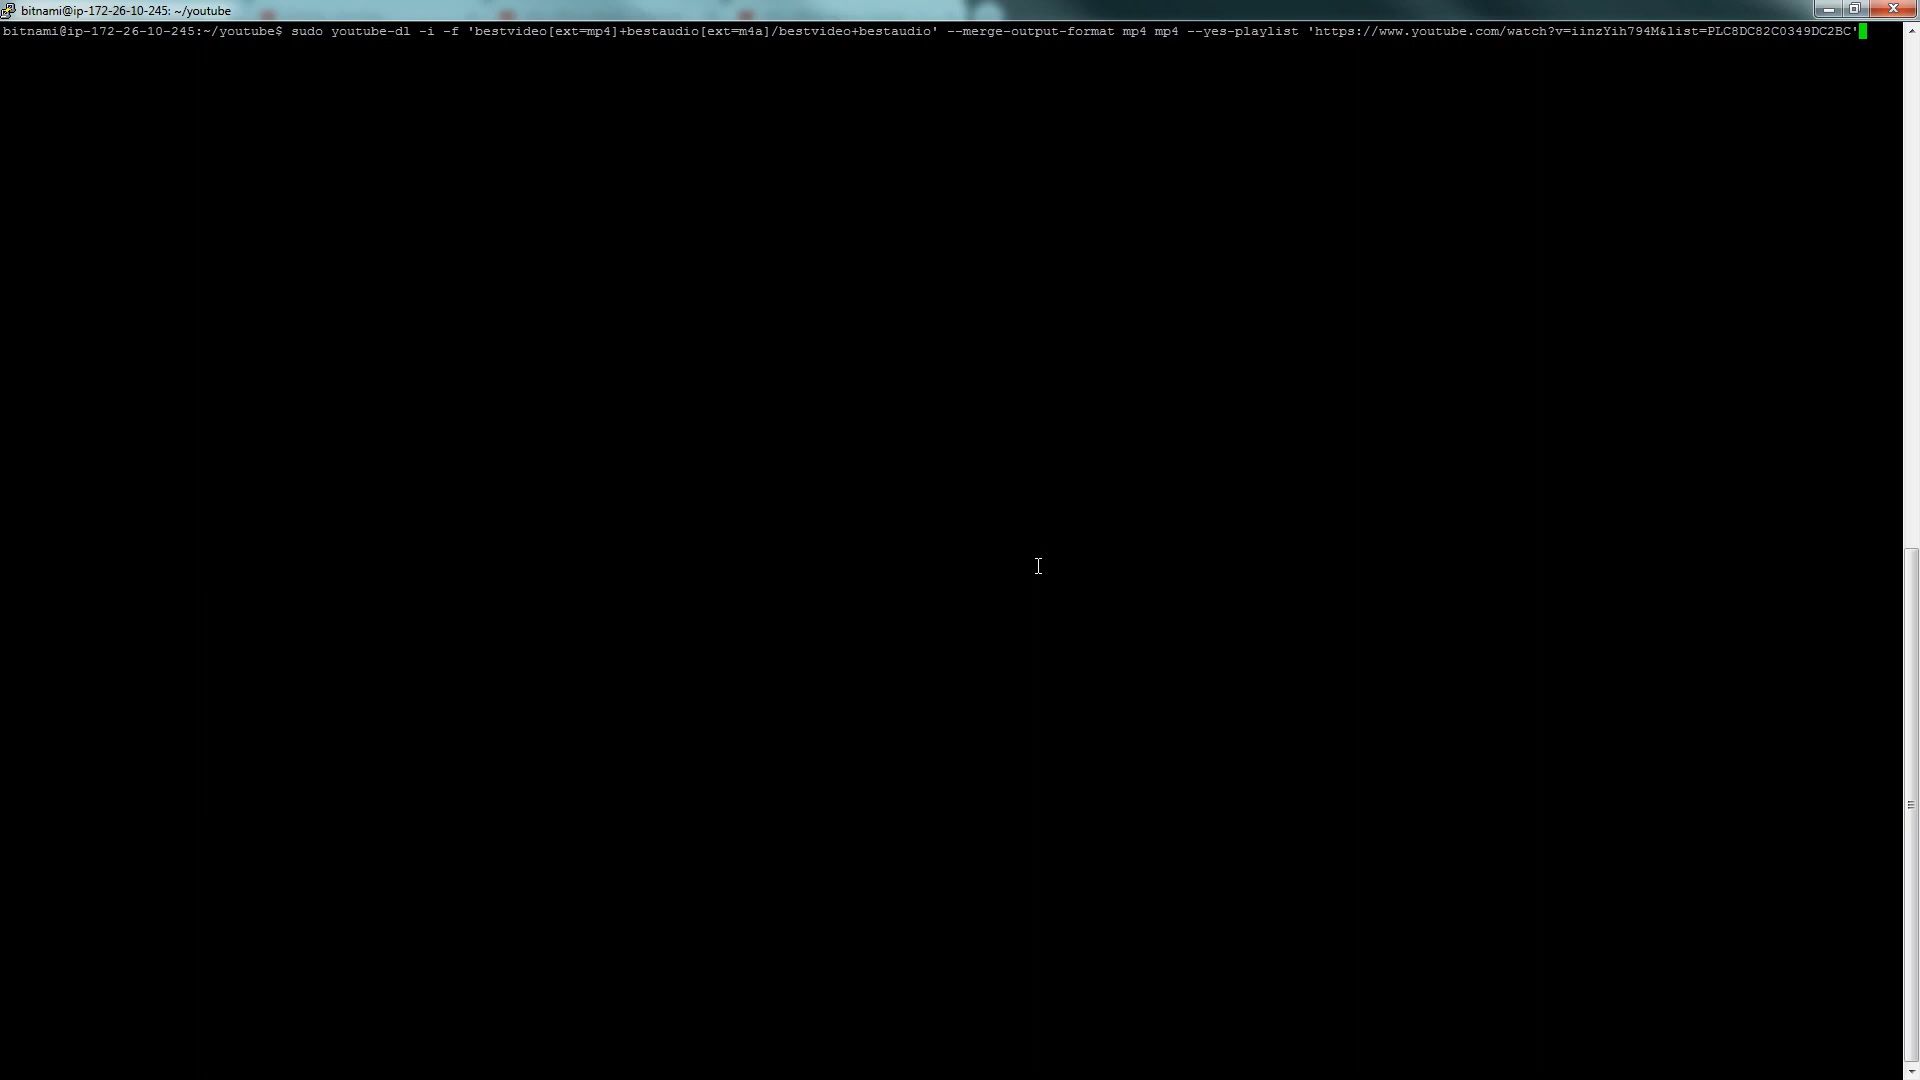 bitnami@ip-172-26-10-245: ~/youtube
bitnami@ip-172-26-10-245:~/youtube$ sudo youtube-dl -i -f 'bestvideo[ext=mp4]+bestaudio[ext=m4a]/bestvideo+bestaudio' --merge-output-format mp4 mp4 --yes-playlist 'https://www.youtube.com/watch?v=iinzYih794M&list=PLC8DC82C0349DC2BC'